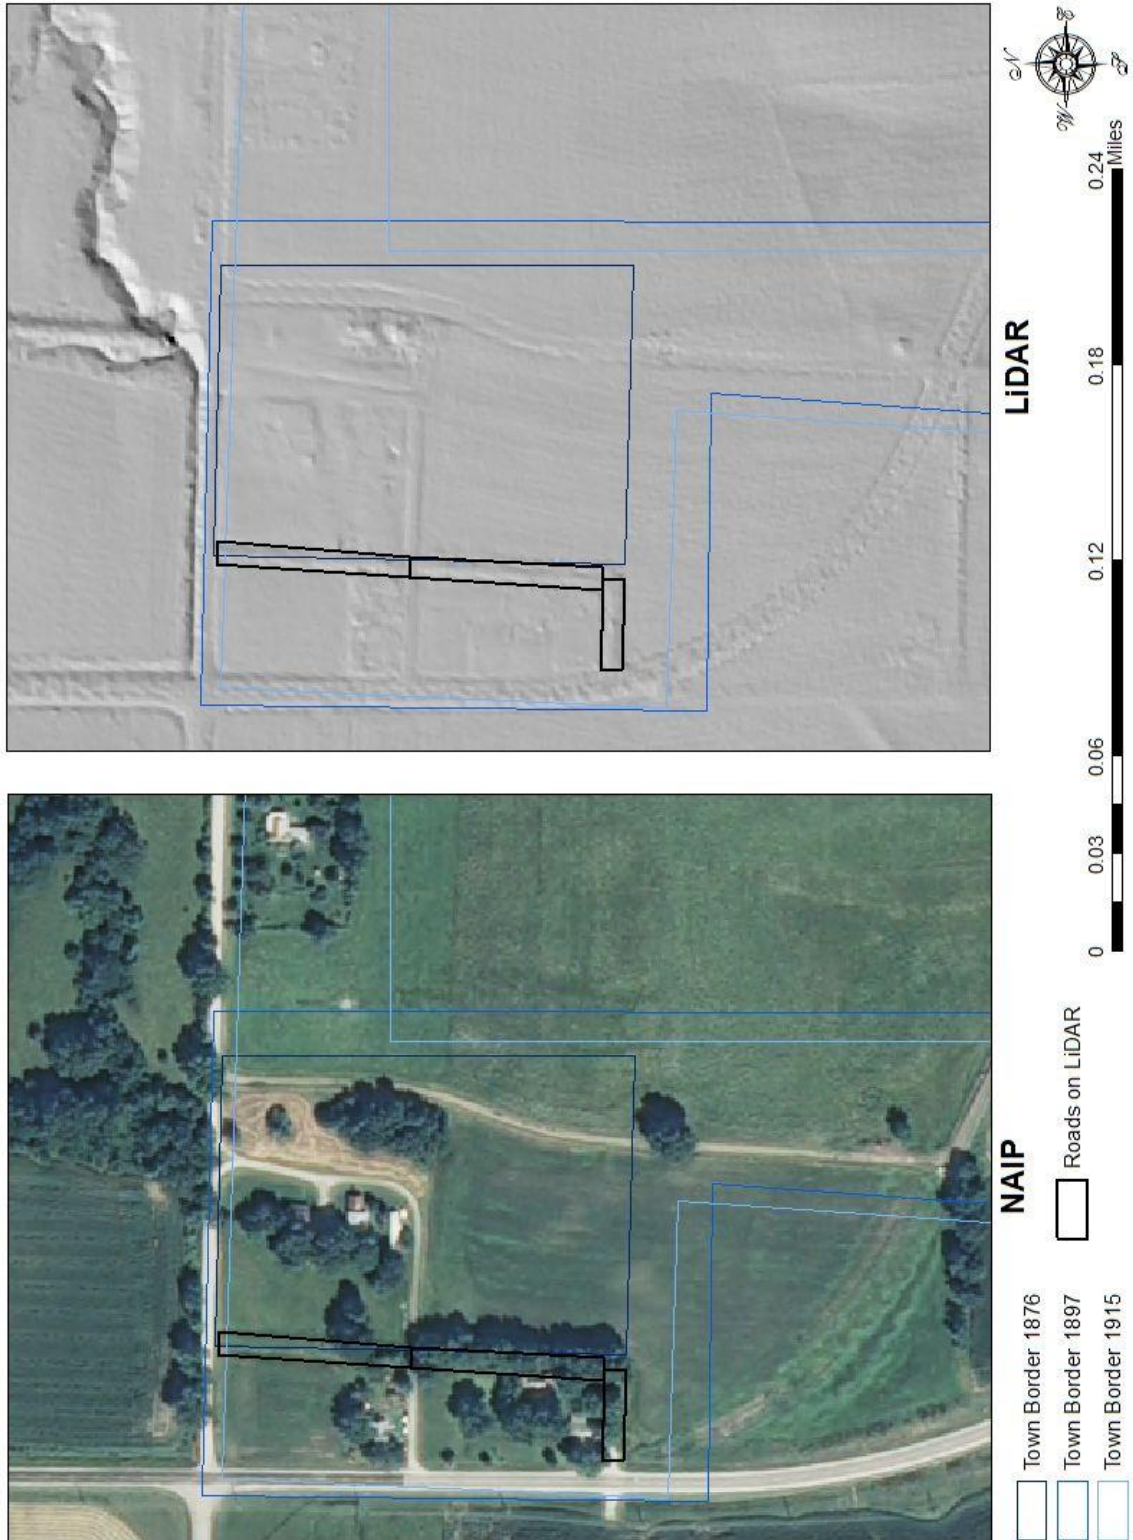 NAIP
LiDAR
Town Border 1876
Town Border 1897
Town Border 1915
Roads on LiDAR
0 0.03 0.06 0.12 0.18 0.24
Miles
N
W E
S